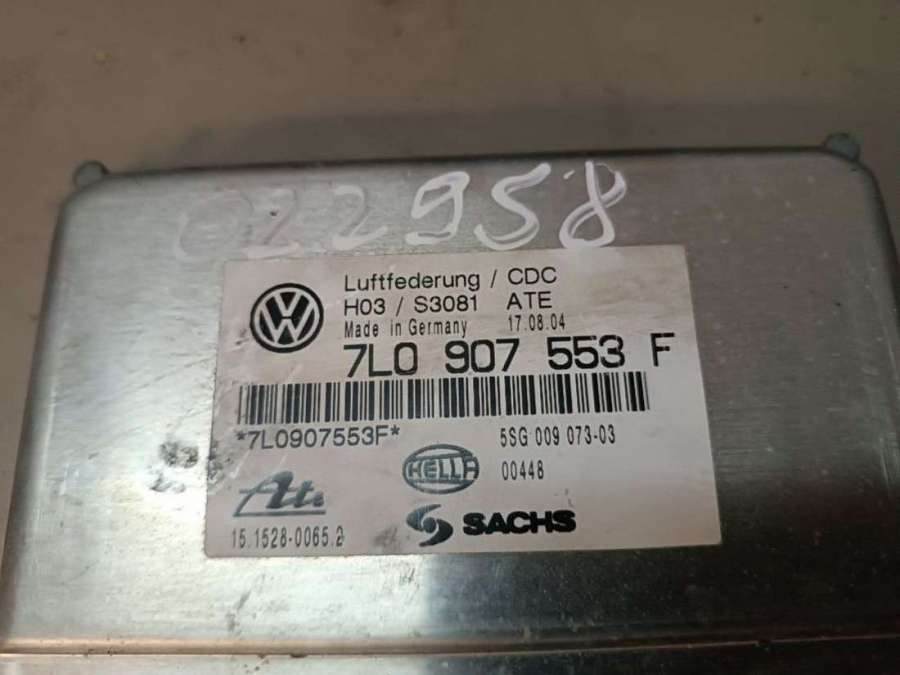 022958
Luftfederung / CDC
H03 / S3081 ATE
Made in Germany 17.08.04
7L0 907 553 F
*7L0907553F*
5SG 009 073-03
HELLA
00448
Ate
SACHS
15.1528-0065.2